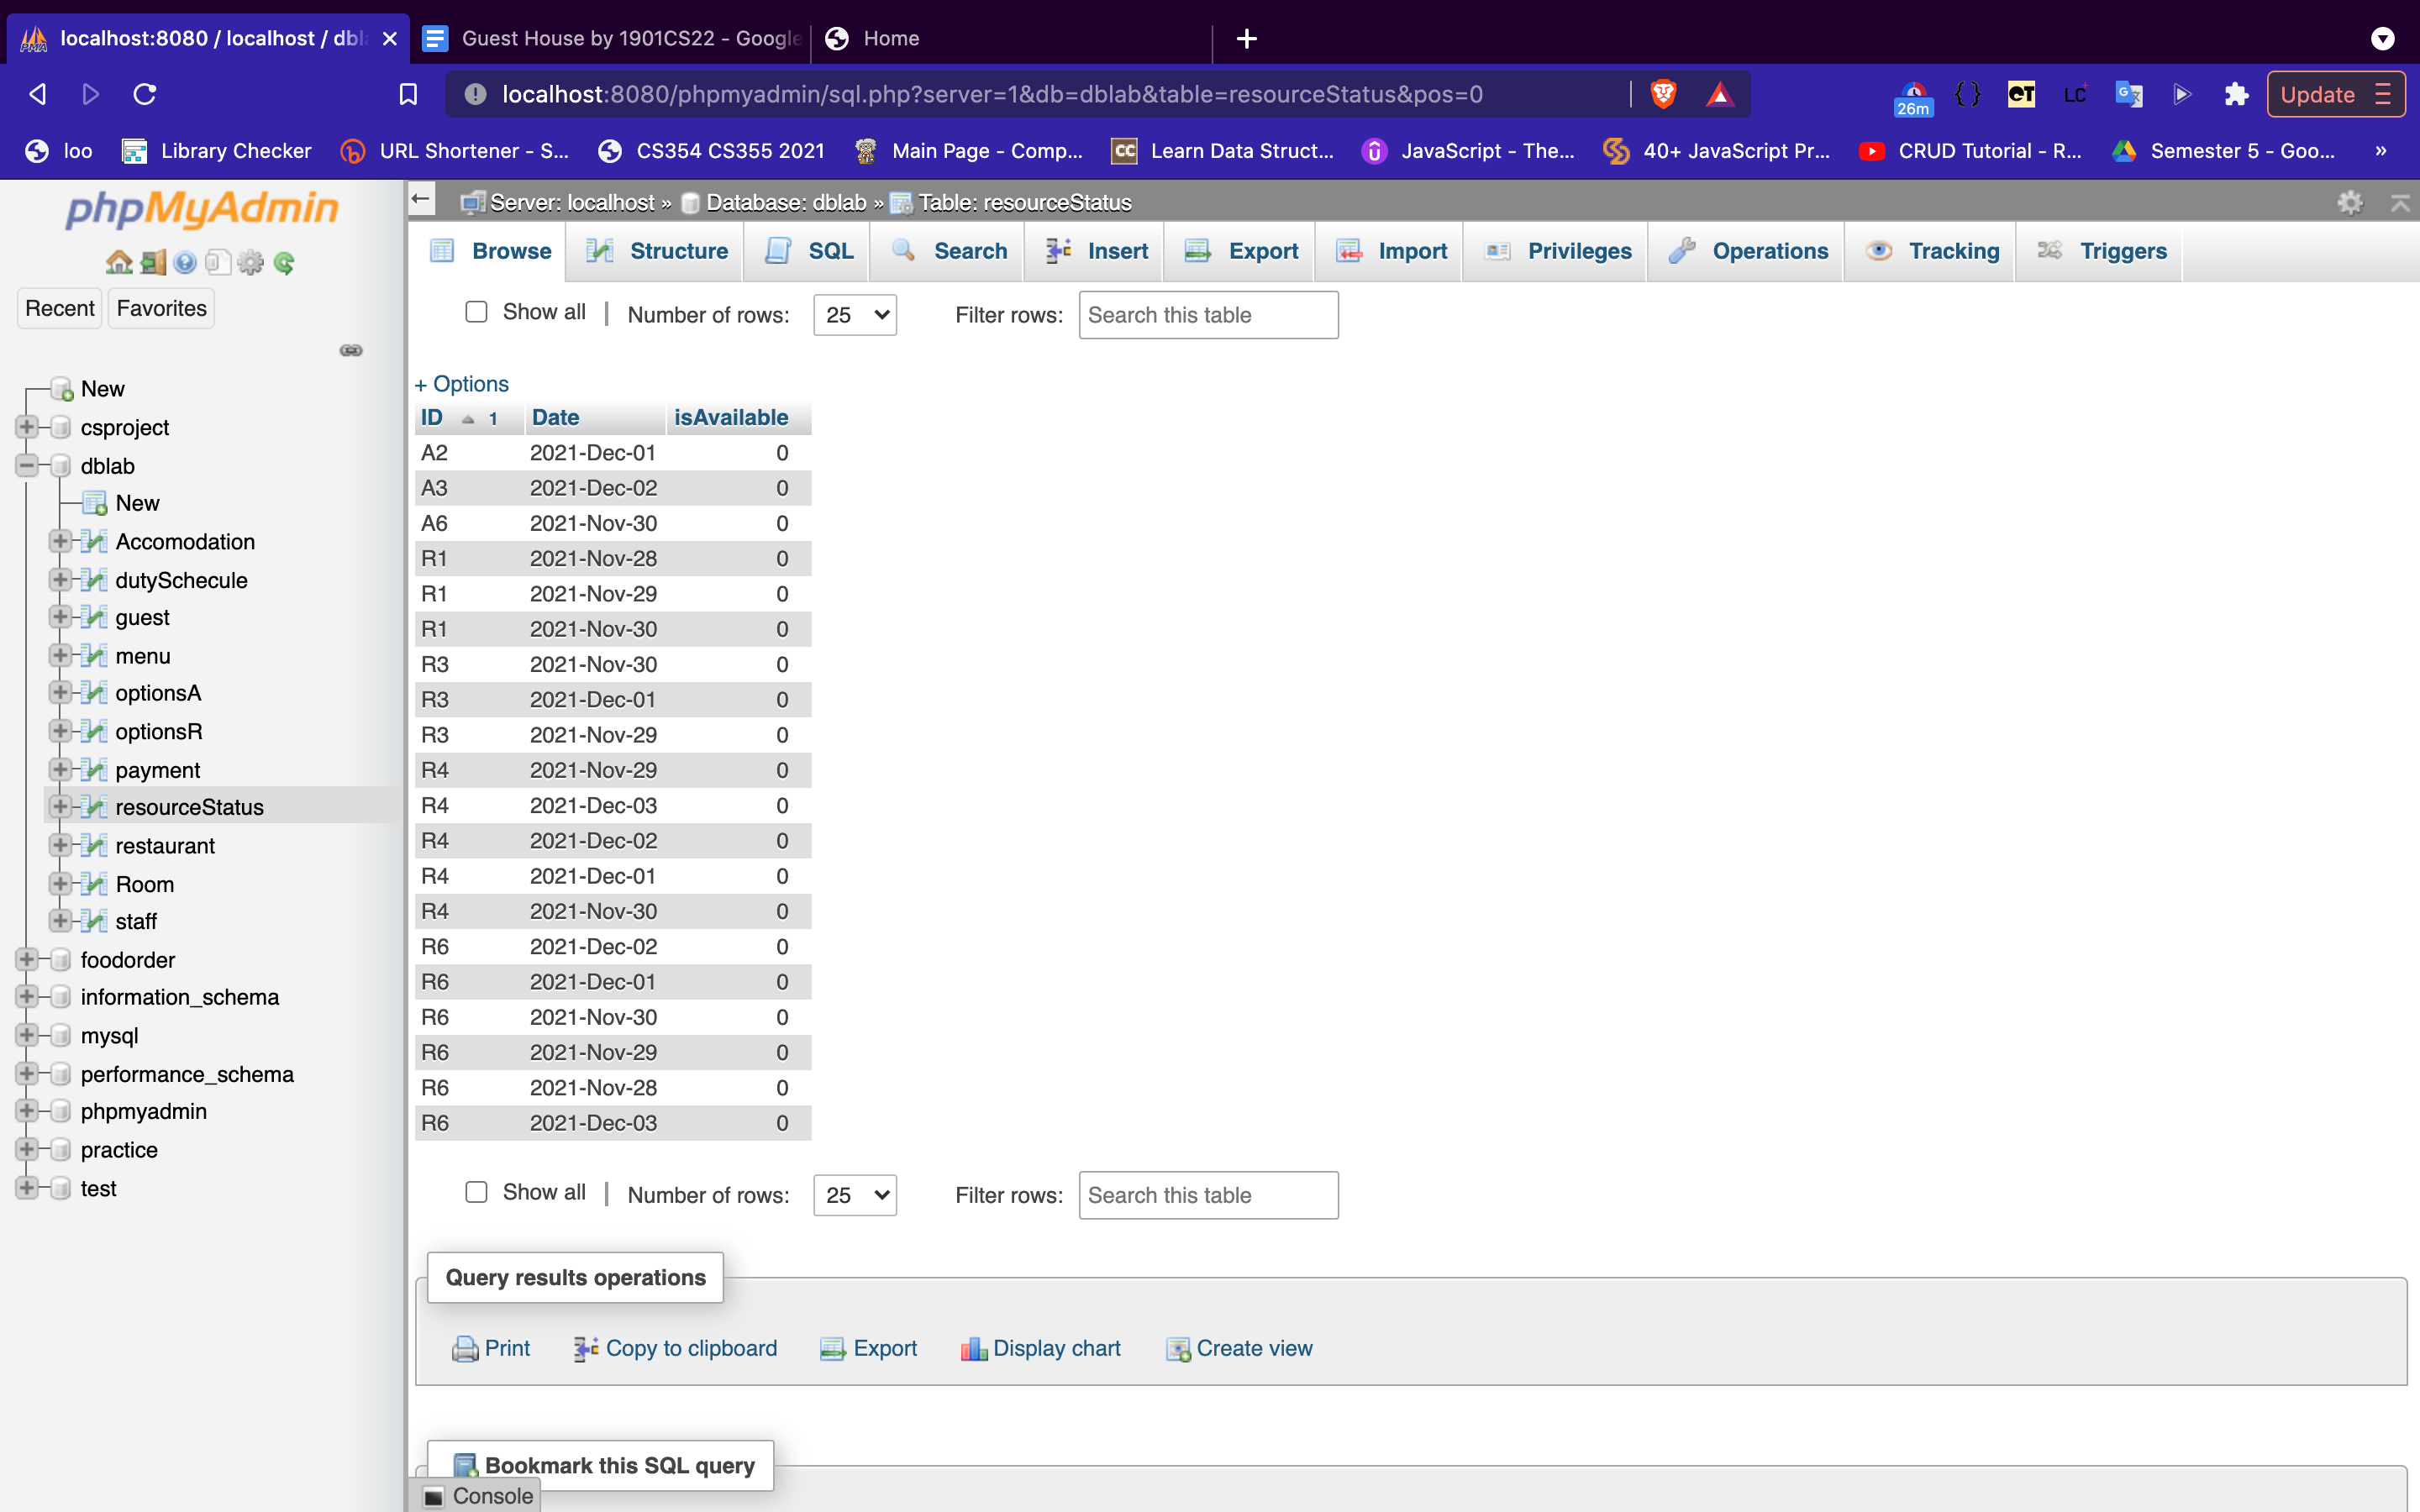 localhost:8080 / localhost / dbl
Guest House by 1901CS22 - Google
Home
localhost:8080/phpmyadmin/sql.php?server=1&db=dblab&table=resourceStatus&pos=0
26m
{}
LC
Update
loo
Library Checker
URL Shortener - S...
CS354 CS355 2021
Main Page - Comp...
CC
Learn Data Struct...
JavaScript - The...
40+ JavaScript Pr...
CRUD Tutorial - R...
Semester 5 - Goo...
»
phpMyAdmin
Recent
Favorites
New
csproject
dblab
New
Accomodation
dutySchecule
guest
menu
optionsA
optionsR
payment
resourceStatus
restaurant
Room
staff
foodorder
information_schema
mysql
performance_schema
phpmyadmin
practice
test
Server: localhost » Database: dblab » Table: resourceStatus
Browse Structure SQL Search Insert Export Import Privileges Operations Tracking Triggers
Show all | Number of rows: 25 Filter rows: Search this table
+ Options
ID 1 Date isAvailable
A2 2021-Dec-01 0
A3 2021-Dec-02 0
A6 2021-Nov-30 0
R1 2021-Nov-28 0
R1 2021-Nov-29 0
R1 2021-Nov-30 0
R3 2021-Nov-30 0
R3 2021-Dec-01 0
R3 2021-Nov-29 0
R4 2021-Nov-29 0
R4 2021-Dec-03 0
R4 2021-Dec-02 0
R4 2021-Dec-01 0
R4 2021-Nov-30 0
R6 2021-Dec-02 0
R6 2021-Dec-01 0
R6 2021-Nov-30 0
R6 2021-Nov-29 0
R6 2021-Nov-28 0
R6 2021-Dec-03 0
Show all | Number of rows: 25 Filter rows: Search this table
Query results operations
Print Copy to clipboard Export Display chart Create view
Bookmark this SQL query
Console